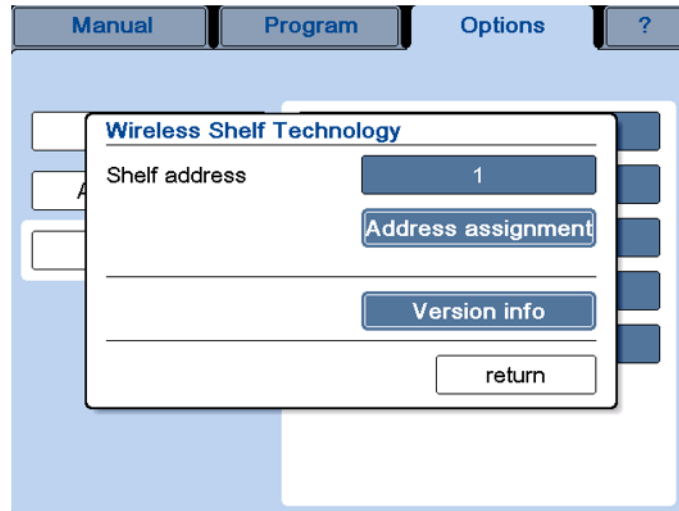 Manual Program Options ?
Wireless Shelf Technology
Shelf address 1
Address assignment
Version info
return